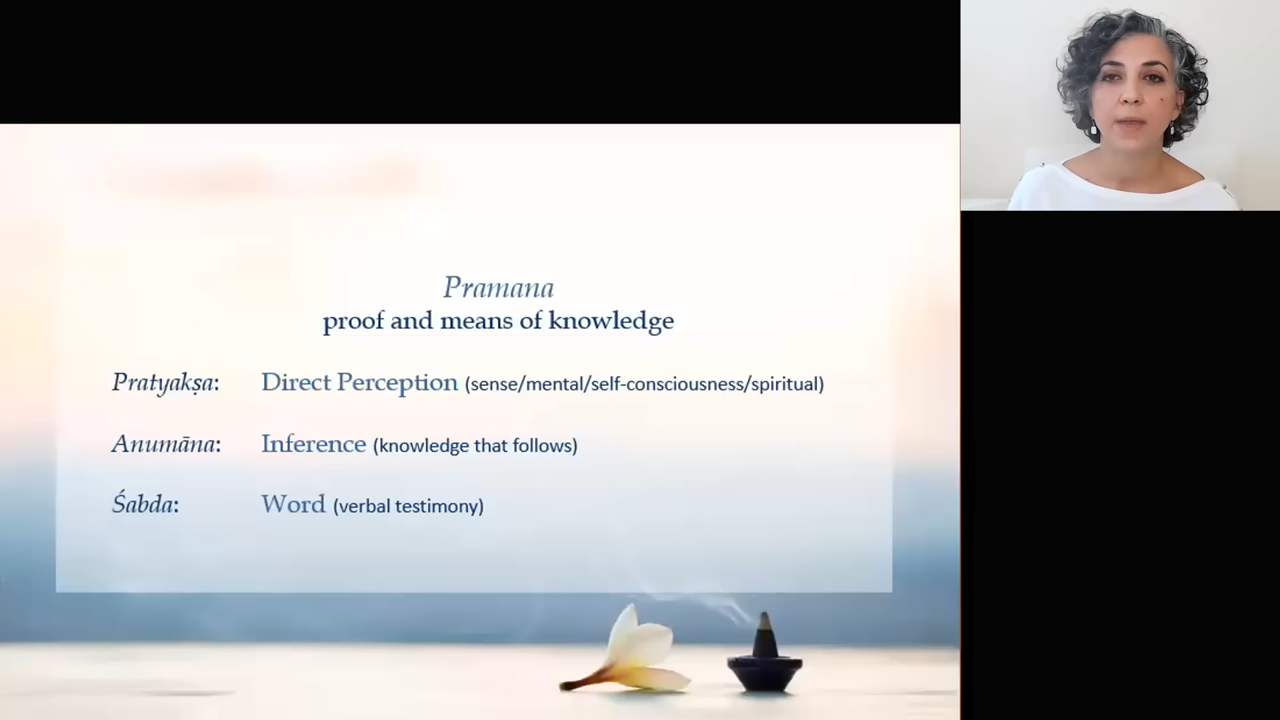 Pramana
proof and means of knowledge
Pratyakṣa: Direct Perception (sense/mental/self-consciousness/spiritual)
Anumāna: Inference (knowledge that follows)
Śabda: Word (verbal testimony)